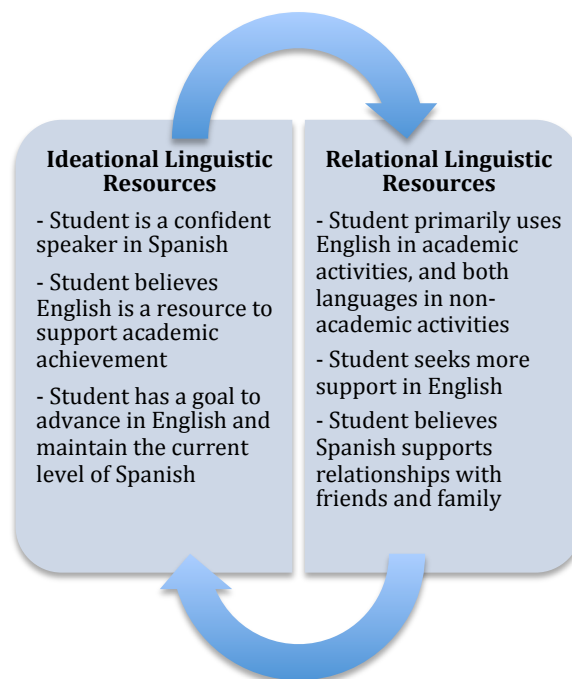 Ideational Linguistic
Resources
- Student is a confident
speaker in Spanish
- Student believes
English is a resource to
support academic
achievement
- Student has a goal to
advance in English and
maintain the current
level of Spanish
Relational Linguistic
Resources
- Student primarily uses
English in academic
activities, and both
languages in non-
academic activities
- Student seeks more
support in English
- Student believes
Spanish supports
relationships with
friends and family